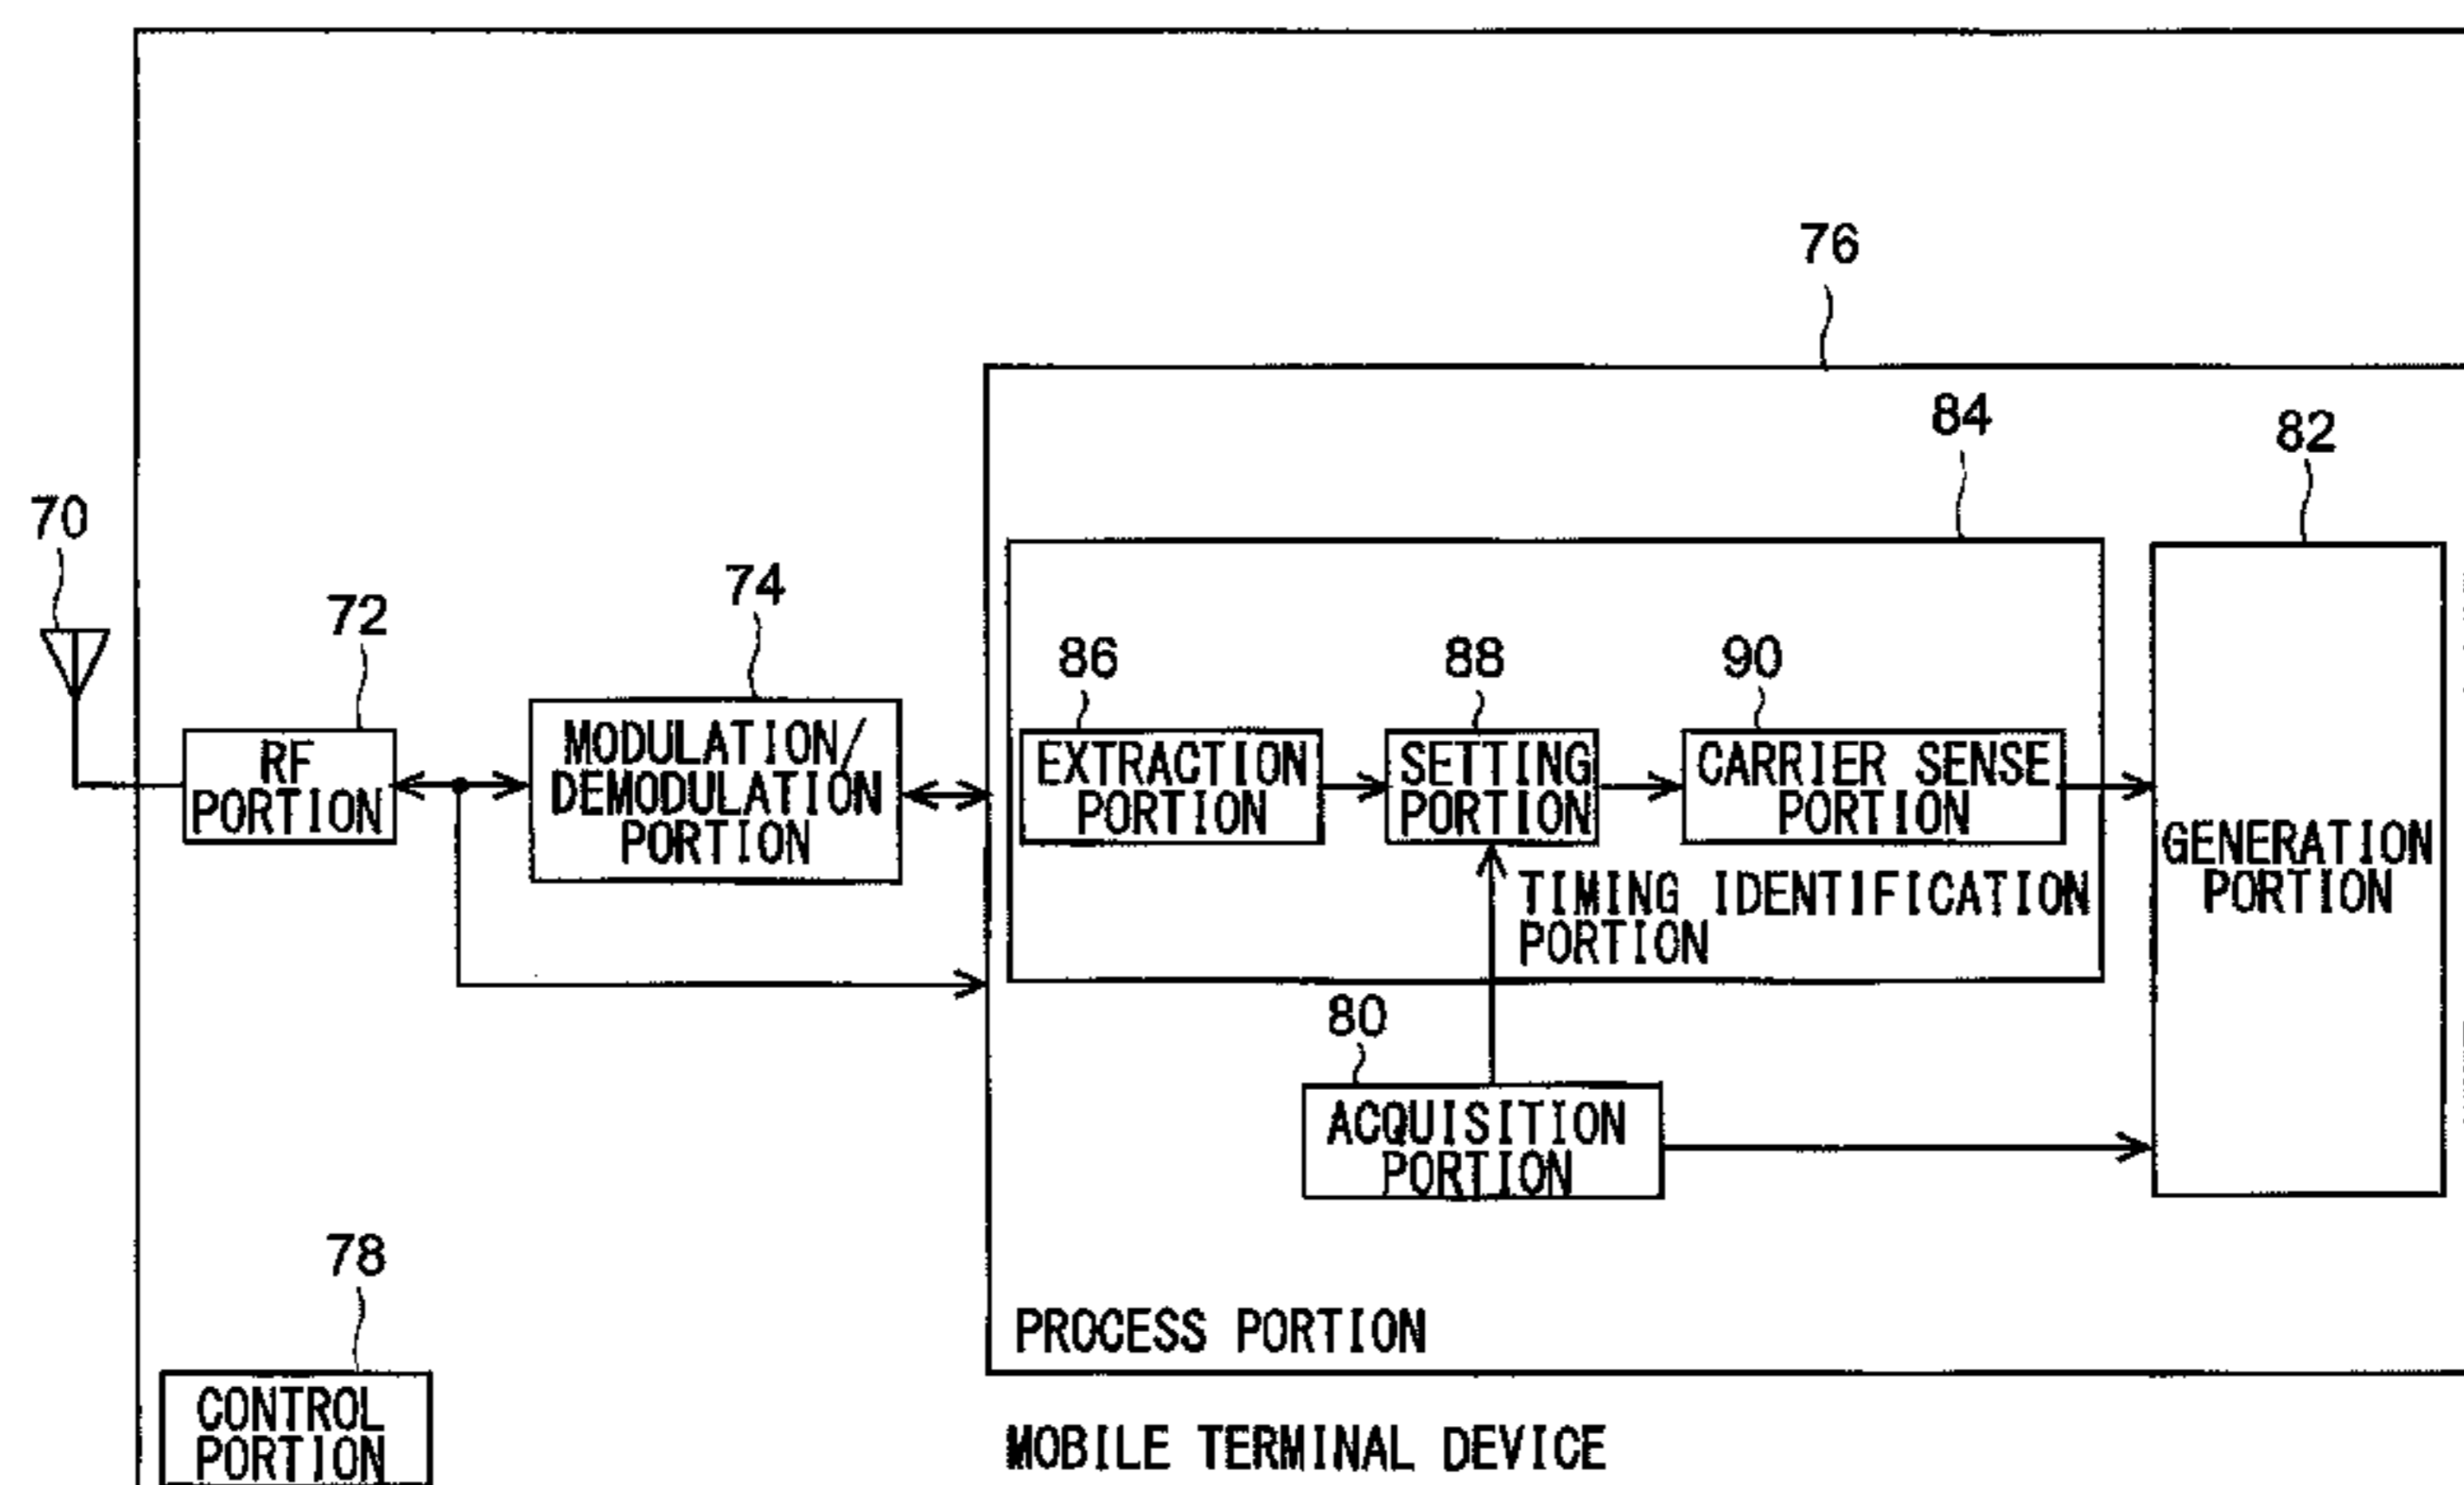 76
84
82
70
74
72
86
88
90
RF
PORTION
MODULATION/
DEMODULATION
PORTION
EXTRACTION
PORTION
SETTING
PORTION
CARRIER SENSE
PORTION
GENERATION
PORTION
TIMING IDENTIFICATION
PORTION
80
ACQUISITION
PORTION
78
PROCESS PORTION
CONTROL
PORTION
MOBILE TERMINAL DEVICE